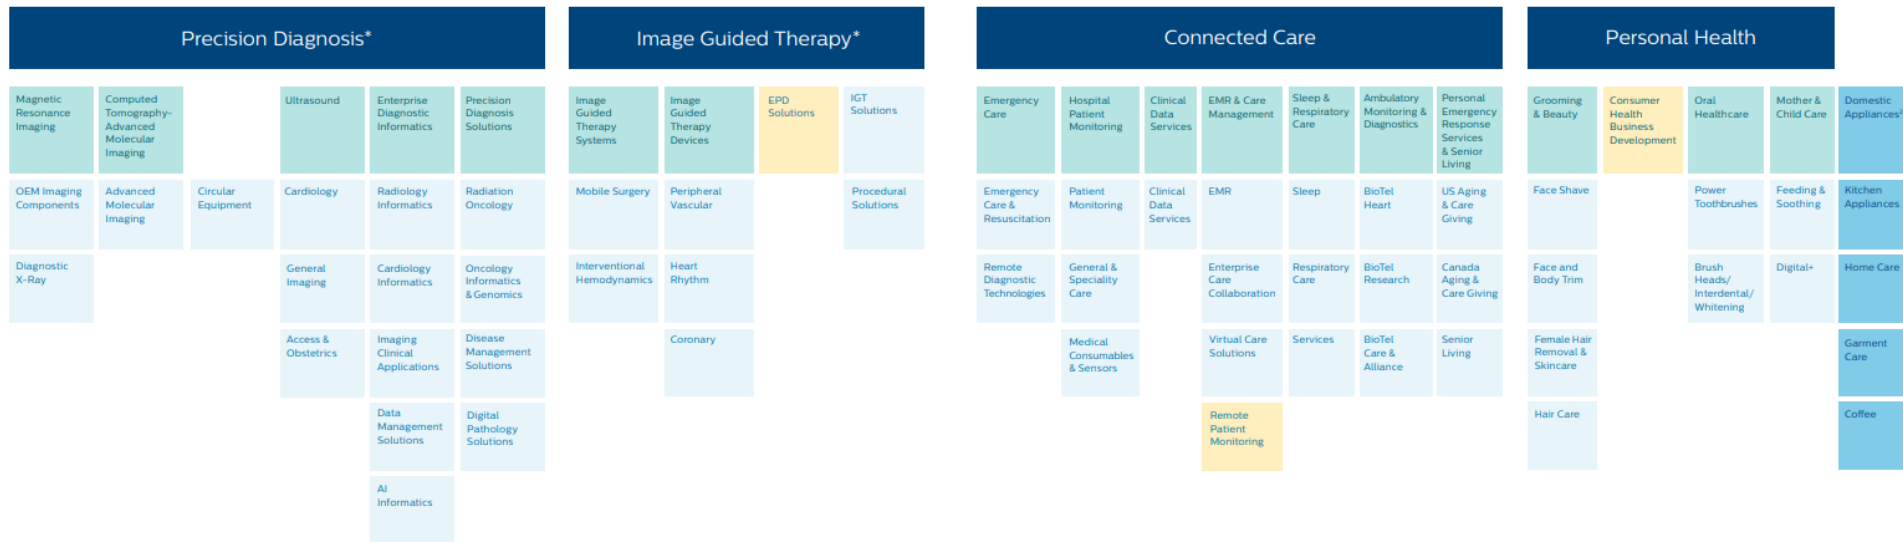 Precision Diagnosis*
Image Guided Therapy*
Connected Care
Personal Health
Magnetic
Resonance
Imaging
Computed
Tomography-
Advanced
Molecular
Imaging
Ultrasound
Enterprise
Diagnostic
Informatics
Precision
Diagnosis
Solutions
Image
Guided
Therapy
Systems
Image
Guided
Therapy
Devices
EPD
Solutions
IGT
Solutions
Emergency
Care
Hospital
Patient
Monitoring
Clinical
Data
Services
EMR & Care
Management
Sleep &
Respiratory
Care
Ambulatory
Monitoring &
Diagnostics
Personal
Emergency
Response
Services
& Senior
Living
Grooming
& Beauty
Consumer
Health
Business
Development
Oral
Healthcare
Mother &
Child Care
Domestic
Appliances²
OEM Imaging
Components
Advanced
Molecular
Imaging
Circular
Equipment
Cardiology
Radiology
Informatics
Radiation
Oncology
Mobile Surgery
Peripheral
Vascular
Procedural
Solutions
Emergency
Care &
Resuscitation
Patient
Monitoring
Clinical
Data
Services
EMR
Sleep
BioTel
Heart
US Aging
& Care
Giving
Face Shave
Power
Toothbrushes
Feeding &
Soothing
Kitchen
Appliances
Diagnostic
X-Ray
General
Imaging
Cardiology
Informatics
Oncology
Informatics
& Genomics
Interventional
Hemodynamics
Heart
Rhythm
Remote
Diagnostic
Technologies
General &
Speciality
Care
Enterprise
Care
Collaboration
Respiratory
Care
BioTel
Research
Canada
Aging &
Care Giving
Face and
Body Trim
Brush
Heads/
Interdental/
Whitening
Digital+
Home Care
Access &
Obstetrics
Imaging
Clinical
Applications
Disease
Management
Solutions
Coronary
Medical
Consumables
& Sensors
Virtual Care
Solutions
Services
BioTel
Care &
Alliance
Senior
Living
Female Hair
Removal &
Skincare
Garment
Care
Data
Management
Solutions
Digital
Pathology
Solutions
Remote
Patient
Monitoring
Hair Care
Coffee
AI
Informatics